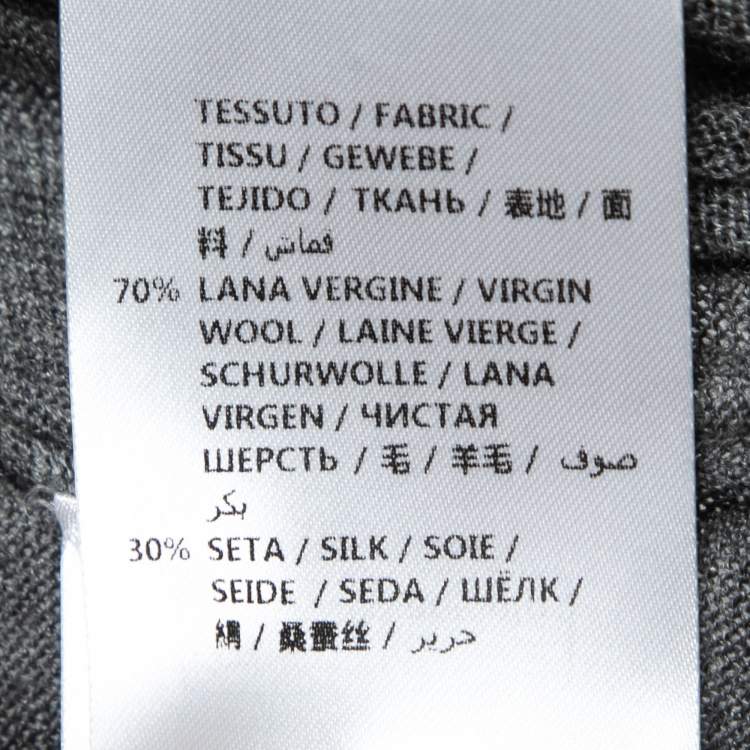 TESSUTO / FABRIC /
TISSU / GEWEBE /
TEJIDO / ТКАНЬ / 表地 / 面
料 / قماش
70% LANA VERGINE / VIRGIN
WOOL / LAINE VIERGE /
SCHURWOLLE / LANA
VIRGEN / ЧИСТАЯ
ШЕРСТЬ / 毛 / 羊毛 / صوف
بكر
30% SETA / SILK / SOIE /
SEIDE / SEDA / ШЁЛК /
絹 / 桑蚕丝 / حرير